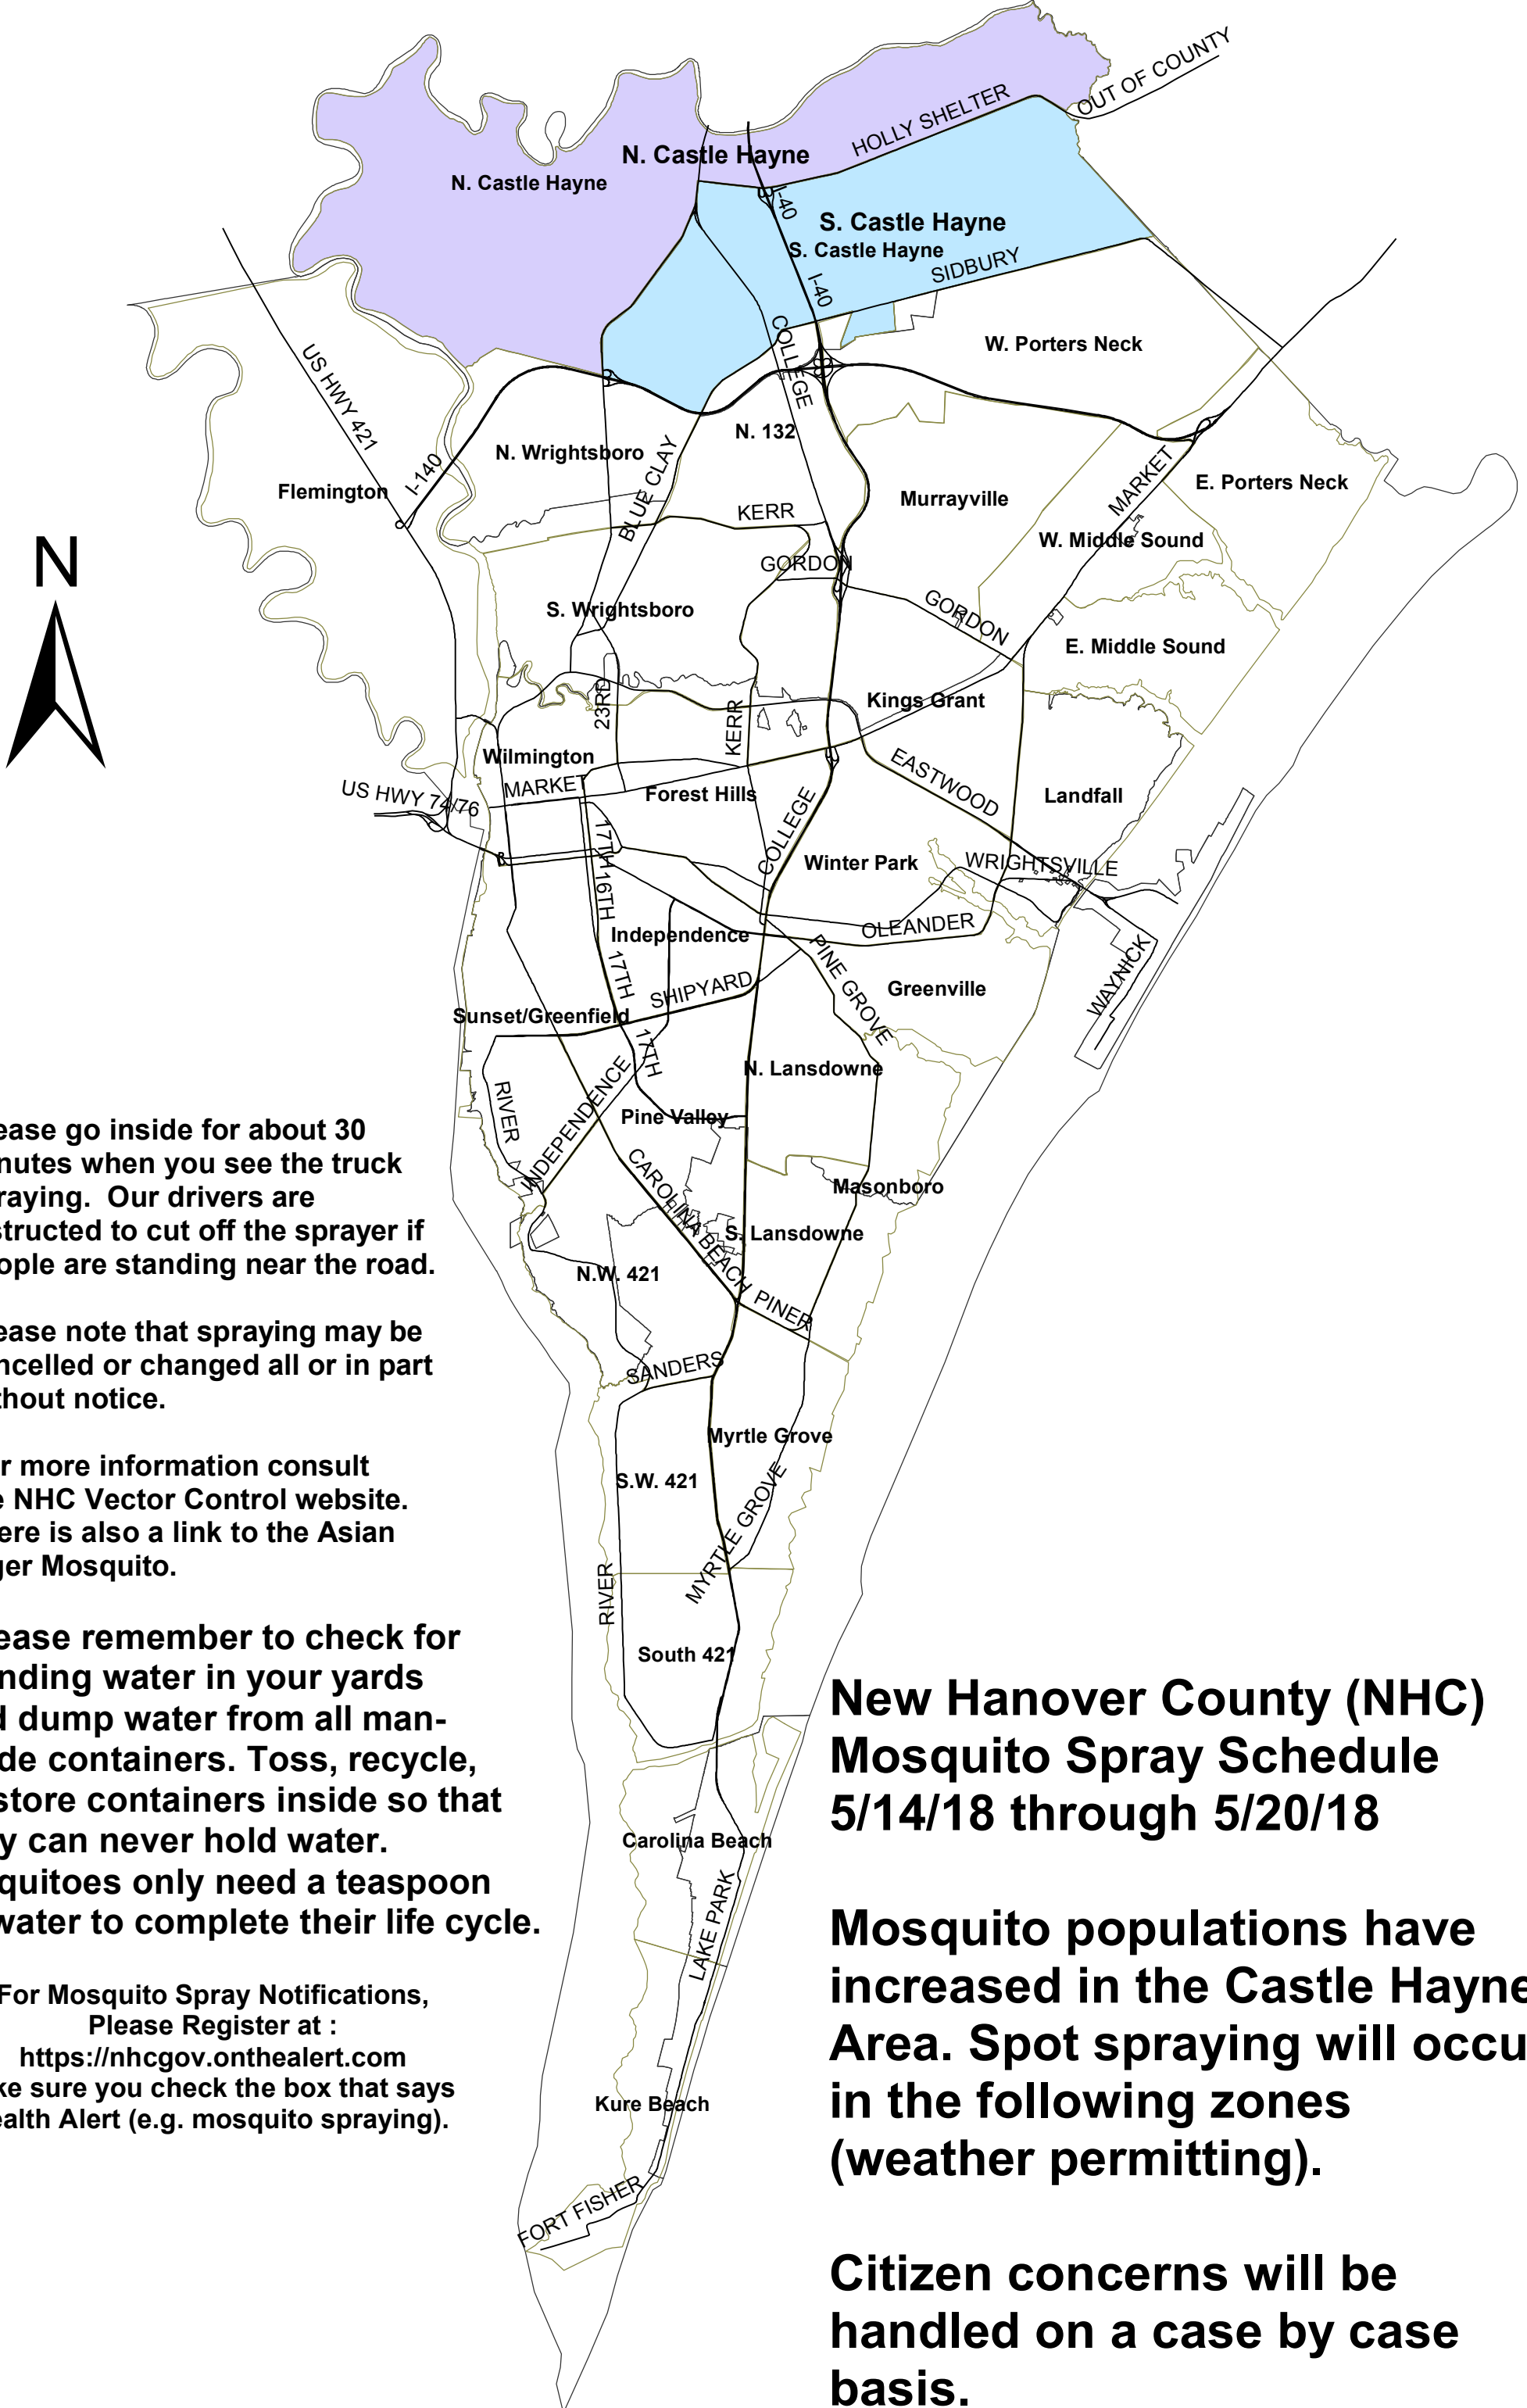 OUT OF COUNTY
HOLLY SHELTER
N. Castle Hayne
N. Castle Hayne
I-40
S. Castle Hayne
S. Castle Hayne
SIDBURY
I-40
COLLEGE
W. Porters Neck
US HWY 421
N. 132
N. Wrightsboro
BLUE CLAY
I-140
Flemington
MARKET
E. Porters Neck
Murrayville
KERR
W. Middle Sound
N
GORDON
GORDON
S. Wrightsboro
E. Middle Sound
23RD
KERR
Kings Grant
Wilmington
EASTWOOD
MARKET
US HWY 74/76
Forest Hills
Landfall
COLLEGE
17TH
16TH
Winter Park
WRIGHTSVILLE
OLEANDER
Independence
PINE GROVE
17TH
SHIPYARD
Greenville
WAYNICK
Sunset/Greenfield
17TH
N. Lansdowne
INDEPENDENCE
RIVER
Pine Valley
CAROLINA BEACH
Masonboro
S. Lansdowne
N.W. 421
PINER
SANDERS
Myrtle Grove
S.W. 421
MYRTLE GROVE
RIVER
South 421
Carolina Beach
LAKE PARK
Kure Beach
FORT FISHER
ease go inside for about 30
nutes when you see the truck
raying. Our drivers are
structed to cut off the sprayer if
ople are standing near the road.
ease note that spraying may be
ncelled or changed all or in part
thout notice.
r more information consult
e NHC Vector Control website.
ere is also a link to the Asian
ger Mosquito.
ease remember to check for
nding water in your yards
d dump water from all man-
de containers. Toss, recycle,
store containers inside so that
y can never hold water.
quitoes only need a teaspoon
water to complete their life cycle.
For Mosquito Spray Notifications,
Please Register at :
https://nhcgov.onthealert.com
ke sure you check the box that says
ealth Alert (e.g. mosquito spraying).
New Hanover County (NHC)
Mosquito Spray Schedule
5/14/18 through 5/20/18
Mosquito populations have
increased in the Castle Hayne
Area. Spot spraying will occu
in the following zones
(weather permitting).
Citizen concerns will be
handled on a case by case
basis.